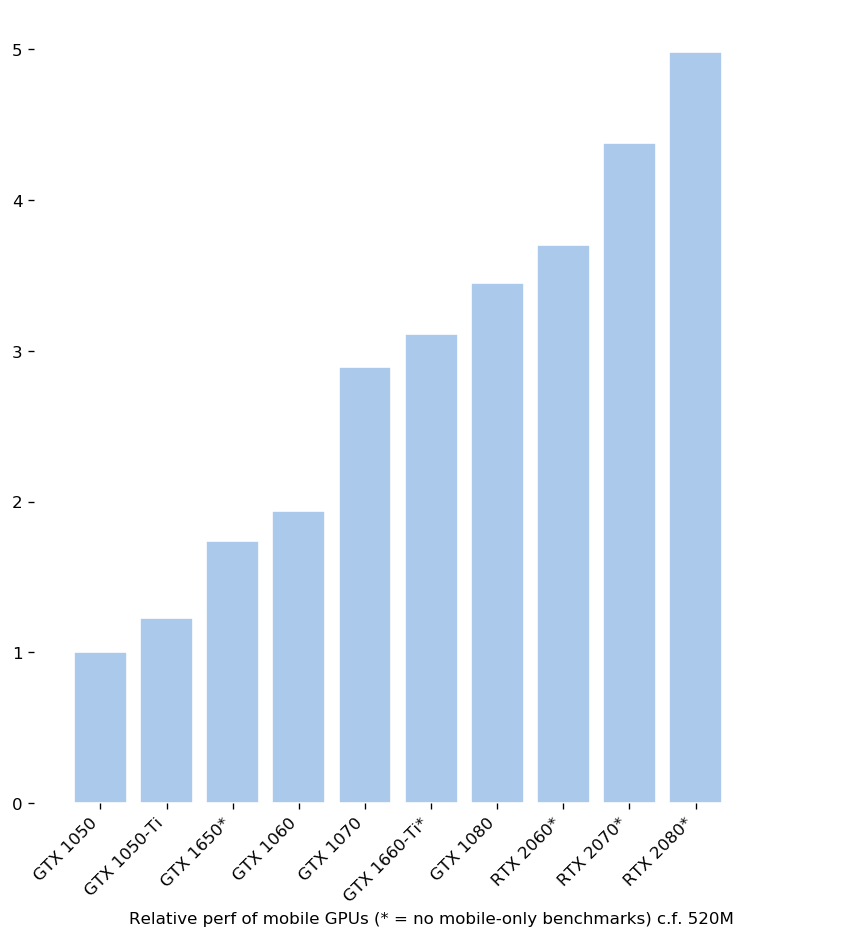 5
4
3
2
1
0
GTX 1050
GTX 1050-Ti
GTX 1650*
GTX 1060
GTX 1070
GTX 1660-Ti*
GTX 1080
RTX 2060*
RTX 2070*
RTX 2080*
Relative perf of mobile GPUs (* = no mobile-only benchmarks) c.f. 520M